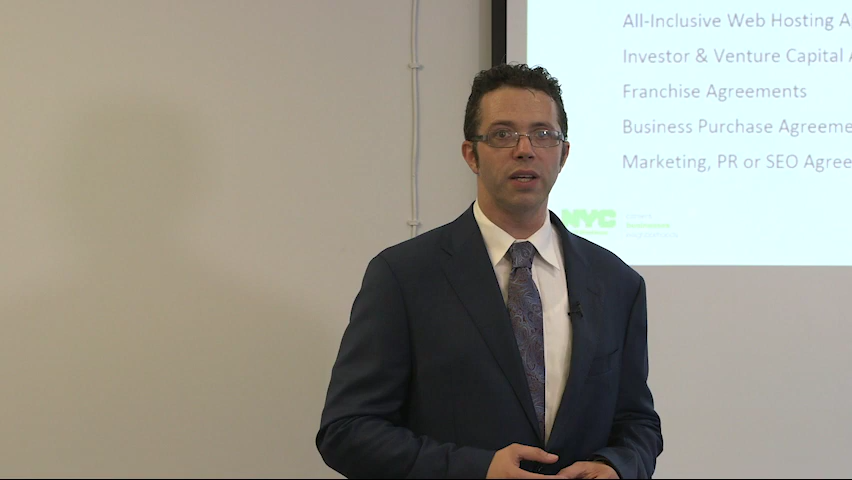 All-Inclusive Web Hosting A
Investor & Venture Capital A
Franchise Agreements
Business Purchase Agreeme
Marketing, PR or SEO Agree
NYC